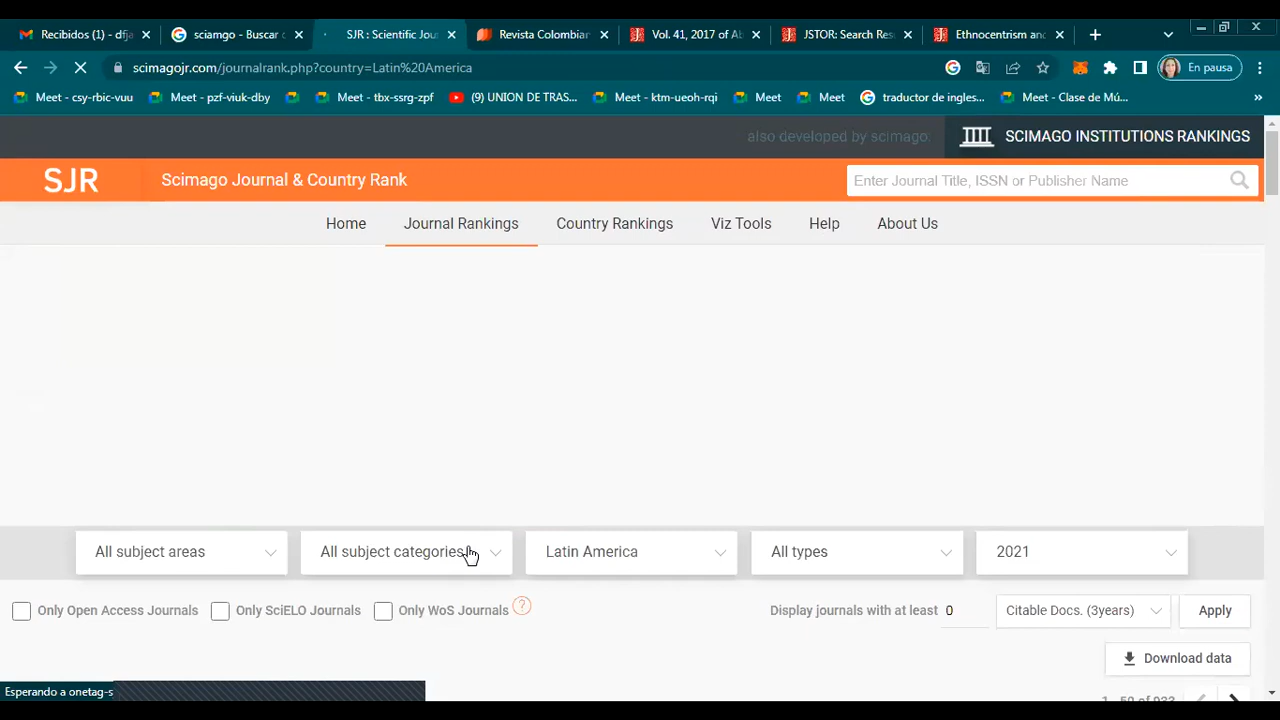 Recibidos (1) - dfja
sciamgo - Buscar c
SJR : Scientific Jou
Revista Colombian
Vol. 41, 2017 of Ab
JSTOR: Search Res
Ethnocentrism and
scimagojr.com/journalrank.php?country=Latin%20America
En pausa
Meet - csy-rbic-vuu
Meet - pzf-viuk-dby
Meet - tbx-ssrg-zpf
(9) UNION DE TRAS...
Meet - ktm-ueoh-rqi
Meet
Meet
traductor de ingles...
Meet - Clase de Mú...
also developed by scimago:
SCIMAGO INSTITUTIONS RANKINGS
SJR
Scimago Journal & Country Rank
Enter Journal Title, ISSN or Publisher Name
Home
Journal Rankings
Country Rankings
Viz Tools
Help
About Us
All subject areas
All subject categories
Latin America
All types
2021
Only Open Access Journals
Only SciELO Journals
Only WoS Journals
?
Display journals with at least
0
Citable Docs. (3years)
Apply
Download data
Esperando a onetag-s
1 - 50 of 933